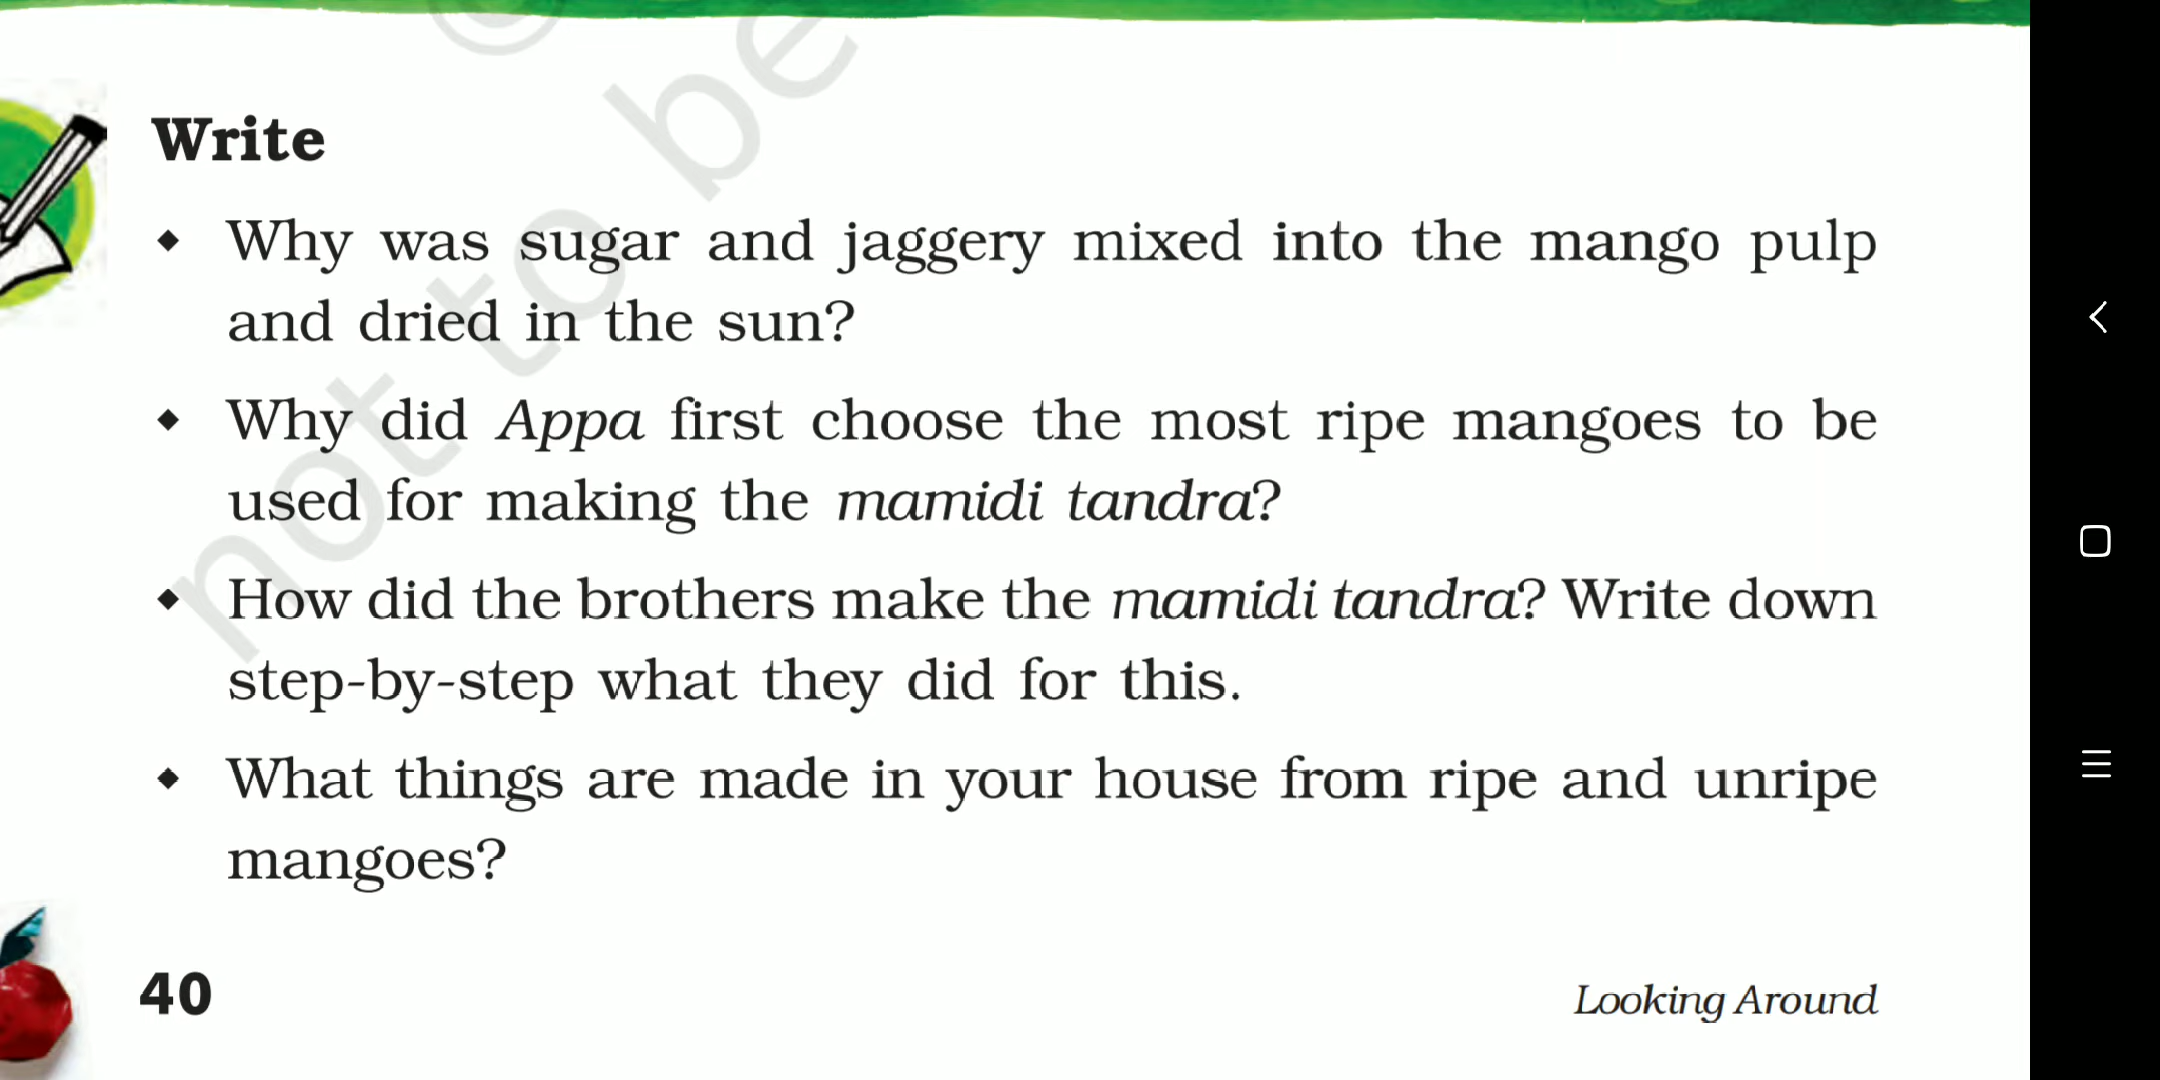 not to be
Write
◆ Why was sugar and jaggery mixed into the mango pulp
and dried in the sun?
◆ Why did Appa first choose the most ripe mangoes to be
used for making the mamidi tandra?
◆ How did the brothers make the mamidi tandra? Write down
step-by-step what they did for this.
◆ What things are made in your house from ripe and unripe
mangoes?
40
Looking Around